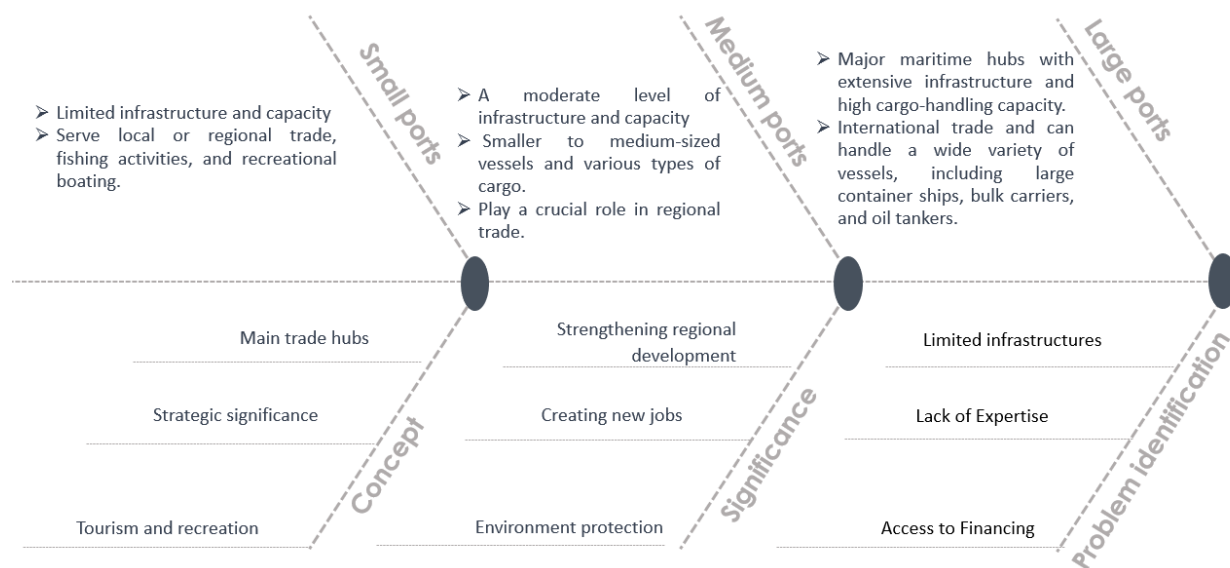 Small ports
➢ Limited infrastructure and capacity
➢ Serve local or regional trade,
fishing activities, and recreational
boating.
Medium ports
➢ A moderate level of
infrastructure and capacity
➢ Smaller to medium-sized
vessels and various types of
cargo.
➢ Play a crucial role in regional
trade.
Large ports
➢ Major maritime hubs with
extensive infrastructure and
high cargo-handling capacity.
➢ International trade and can
handle a wide variety of
vessels, including large
container ships, bulk carriers,
and oil tankers.
Concept
Main trade hubs
Strategic significance
Tourism and recreation
Significance
Strengthening regional
development
Creating new jobs
Environment protection
Problem identification
Limited infrastructures
Lack of Expertise
Access to Financing